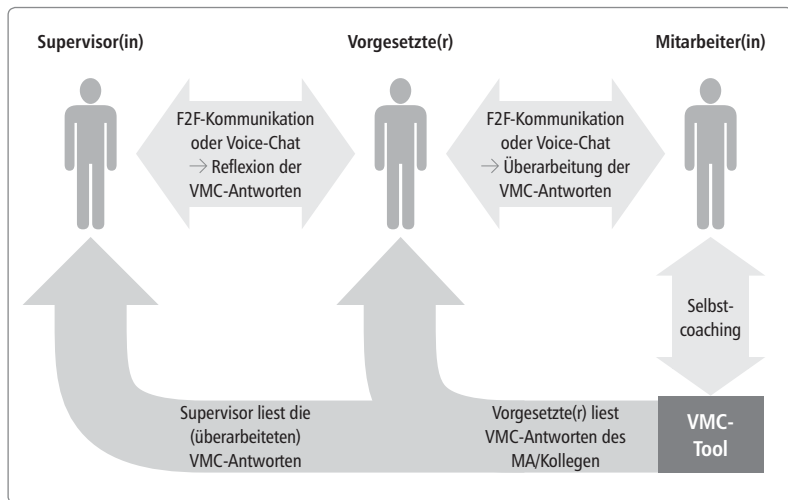 Supervisor(in)
Vorgesetzte(r)
Mitarbeiter(in)
F2F-Kommunikation
oder Voice-Chat
→ Reflexion der
VMC-Antworten
F2F-Kommunikation
oder Voice-Chat
→ Überarbeitung der
VMC-Antworten
Selbst-
coaching
Supervisor liest die
(überarbeiteten)
VMC-Antworten
Vorgesetzte(r) liest
VMC-Antworten des
MA/Kollegen
VMC-
Tool